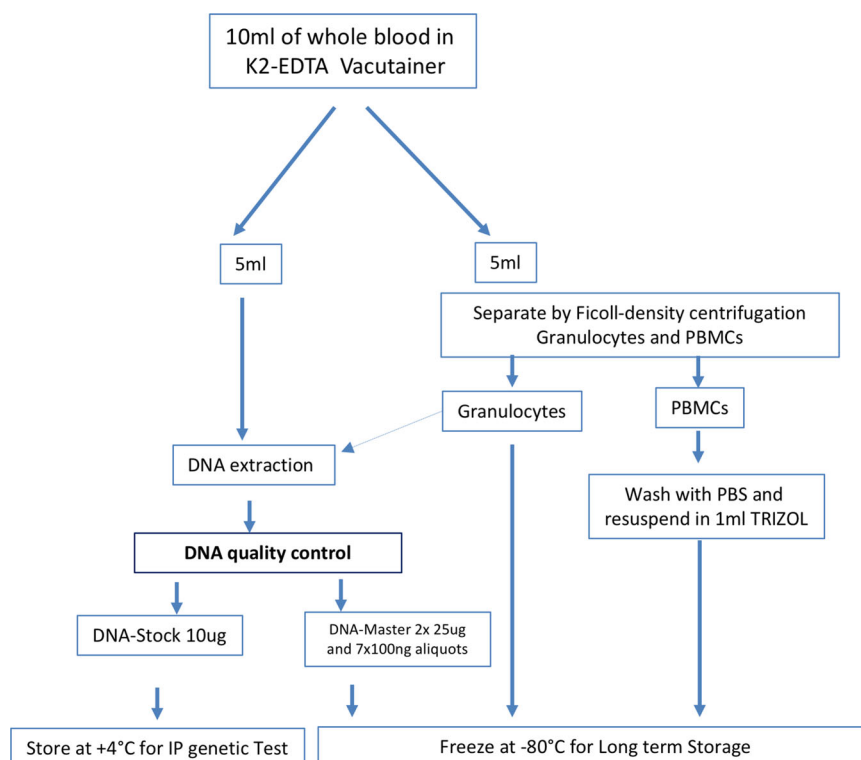 10ml of whole blood in
K2-EDTA Vacutainer
5ml
5ml
Separate by Ficoll-density centrifugation
Granulocytes and PBMCs
Granulocytes
PBMCs
DNA extraction
Wash with PBS and
resuspend in 1ml TRIZOL
DNA quality control
DNA-Stock 10ug
DNA-Master 2x 25ug
and 7x100ng aliquots
Store at +4°C for IP genetic Test
Freeze at -80°C for Long term Storage